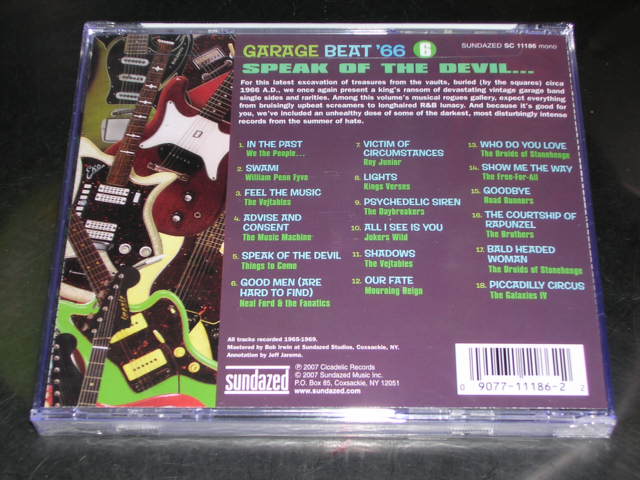 GARAGE BEAT '66 6 SUNDAZED SC 11186 mono
SPEAK OF THE DEVIL...
For this latest excavation of treasures from the vaults, buried (by the squares) circa
1966 A.D., we once again present a king's ransom of devastating vintage garage band
single sides and rarities. Among this volume's musical rogues gallery, expect everything
from bruisingly upbeat screamers to longhaired R&B lunacy. And because it's good for
you, we've included an unhealthy dose of some of the darkest, most disturbingly intense
records from the summer of hate.
1. IN THE PAST
We the People...
2. SWAMI
William Penn Fyve
3. FEEL THE MUSIC
The Vejtables
4. ADVISE AND
CONSENT
The Music Machine
5. SPEAK OF THE DEVIL
Things to Come
6. GOOD MEN (ARE
HARD TO FIND)
Neal Ford & the Fanatics
7. VICTIM OF
CIRCUMSTANCES
Roy Junior
8. LIGHTS
Kings Verses
9. PSYCHEDELIC SIREN
The Daybreakers
10. ALL I SEE IS YOU
Jokers Wild
11. SHADOWS
The Vejtables
12. OUR FATE
Mourning Reign
13. WHO DO YOU LOVE
The Druids of Stonehenge
14. SHOW ME THE WAY
The Free-For-All
15. GOODBYE
Road Runners
16. THE COURTSHIP OF
RAPUNZEL
The Bruthers
17. BALD HEADED
WOMAN
The Druids of Stonehenge
18. PICCADILLY CIRCUS
The Galaxies IV
All tracks recorded 1965-1969.
Mastered by Bob Irwin at Sundazed Studios, Coxsackie, NY.
Annotation by Jeff Jarema.
sundazed
℗ 2007 Cicadelic Records
© 2007 Sundazed Music Inc.
P.O. Box 85, Coxsackie, NY 12051
www.sundazed.com
0 9077-11186-2 2